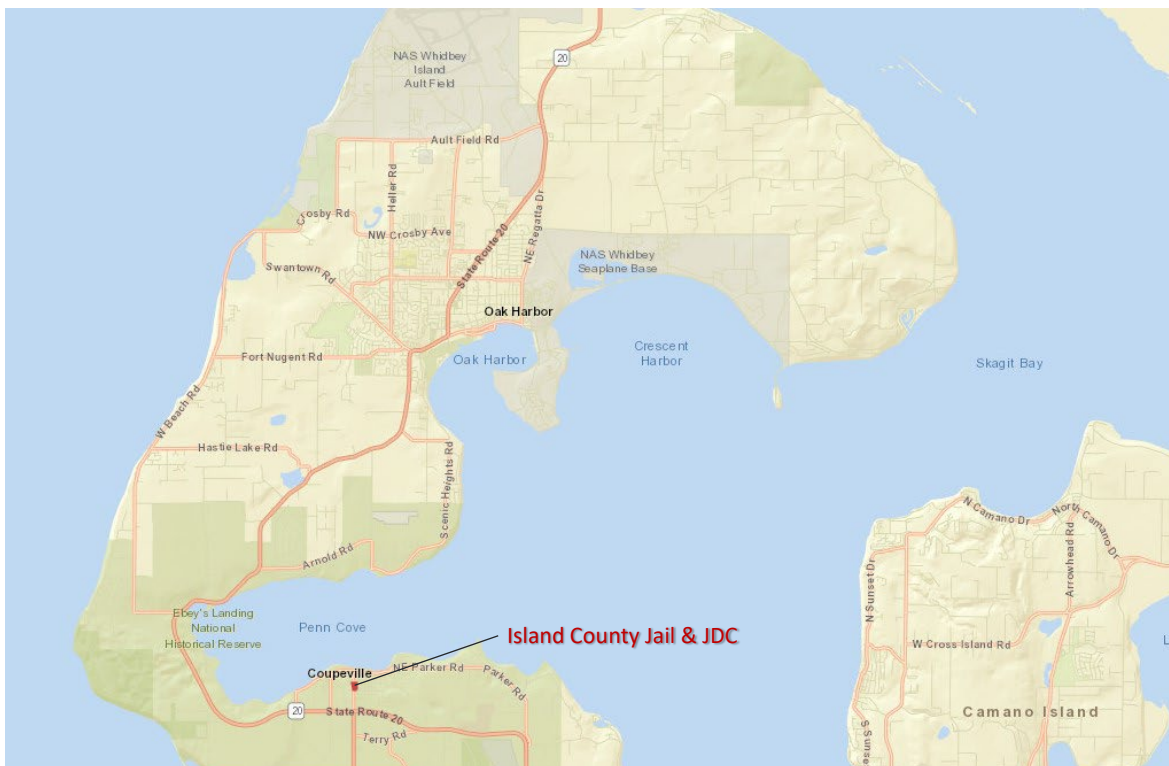 NAS Whidbey
Island
Ault Field
20
Ault Field Rd
Heller Rd
Crosby Rd
NW Crosby Ave
NE Regatta Dr
State Route 20
NAS Whidbey
Seaplane Base
Swantown Rd
Oak Harbor
Oak Harbor
Crescent
Harbor
Fort Nugent Rd
Skagit Bay
W Beach Rd
Hastie Lake Rd
Scenic Heights Rd
N Camano Dr
North Camano Dr
Arrowhead Rd
Arnold Rd
N Sunset Dr
Ebey's Landing
National
Historical Reserve
Penn Cove
Island County Jail & JDC
W Cross Island Rd
L
Coupeville
NE Parker Rd
Parker Rd
20
State Route 20
Terry Rd
Camano Island
S Sunse